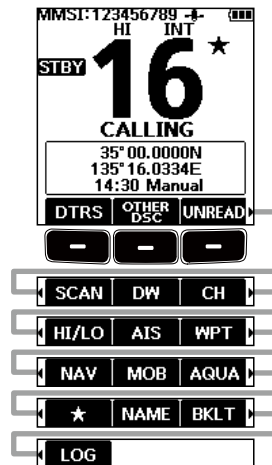 MMSI:123456789
HI INT
STBY
16
CALLING
35°00.0000N
135°16.0334E
14:30 Manual
DTRS OTHER DSC UNREAD
SCAN DW CH
HI/LO AIS WPT
NAV MOB AQUA
★ NAME BKLT
LOG